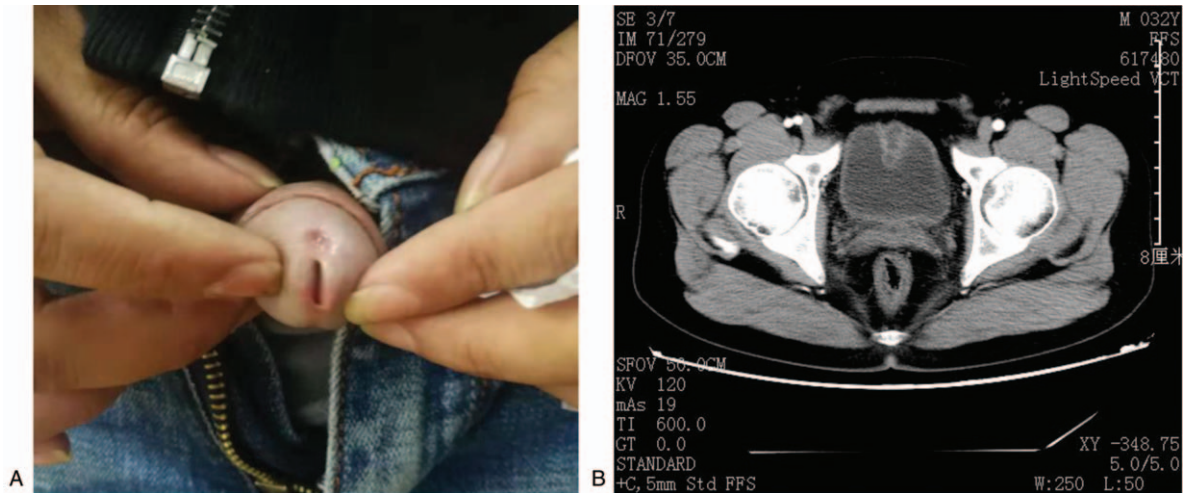 A
B
SE 3/7
IM 71/279
DFOV 35.0CM
MAG 1.55
M 032Y
FFS
617480
LightSpeed VCT
R
8厘米
SFOV 50.0CM
KV 120
mAs 19
TI 600.0
GT 0.0
STANDARD
+C,5mm Std FFS
XY -348.75
5.0/5.0
W:250 L:50